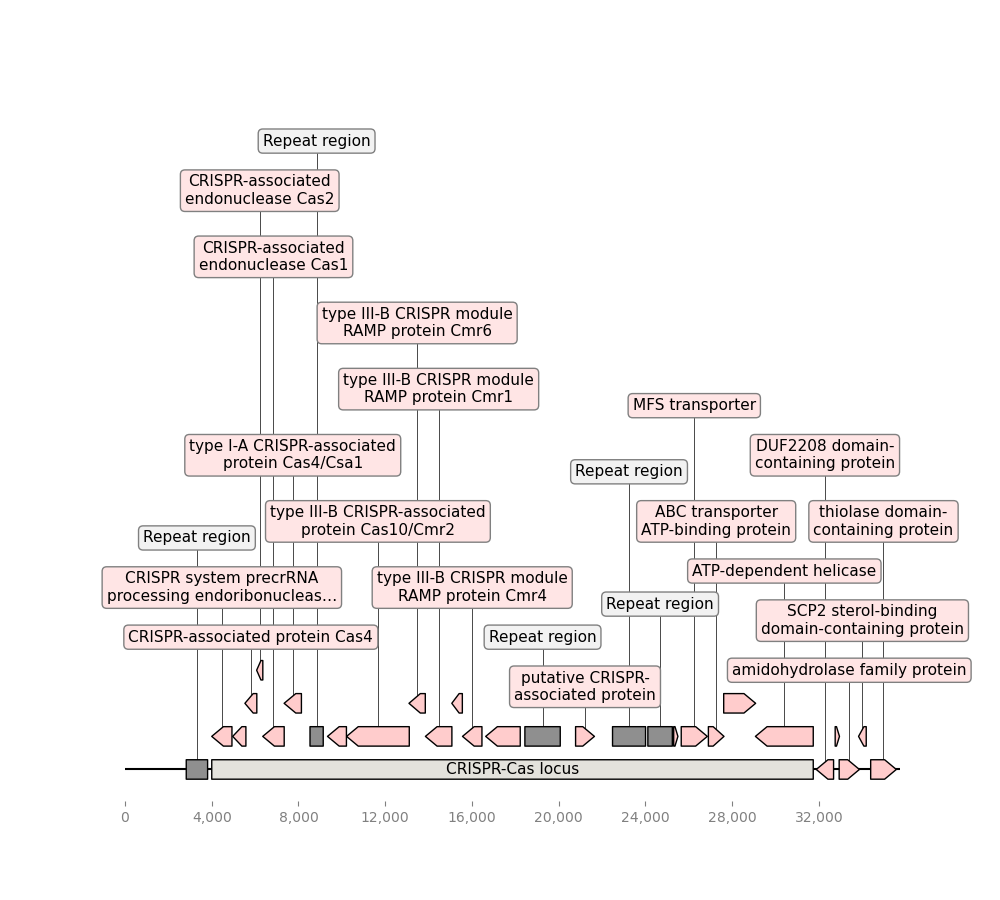 Repeat region
CRISPR-associated
endonuclease Cas2
CRISPR-associated
endonuclease Cas1
type III-B CRISPR module
RAMP protein Cmr6
type III-B CRISPR module
RAMP protein Cmr1
MFS transporter
type I-A CRISPR-associated
protein Cas4/Csa1
DUF2208 domain-
containing protein
Repeat region
type III-B CRISPR-associated
protein Cas10/Cmr2
ABC transporter
ATP-binding protein
thiolase domain-
containing protein
Repeat region
ATP-dependent helicase
CRISPR system precrRNA
processing endoribonucleas...
type III-B CRISPR module
RAMP protein Cmr4
Repeat region
SCP2 sterol-binding
domain-containing protein
CRISPR-associated protein Cas4
Repeat region
amidohydrolase family protein
putative CRISPR-
associated protein
CRISPR-Cas locus
0 4,000 8,000 12,000 16,000 20,000 24,000 28,000 32,000